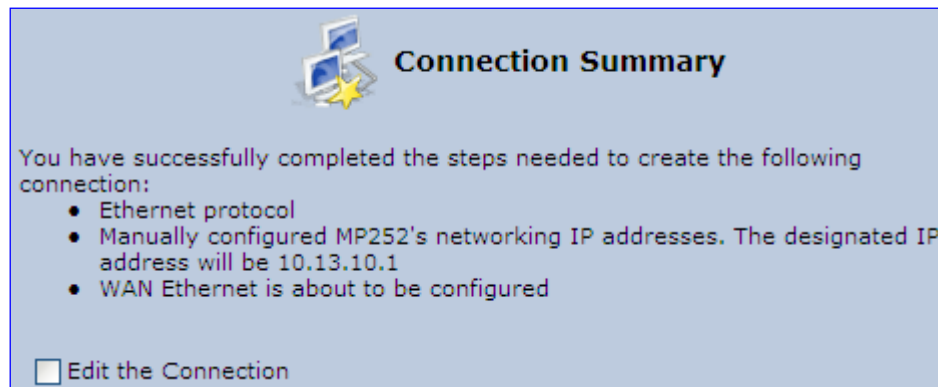 Connection Summary
You have successfully completed the steps needed to create the following
connection:
● Ethernet protocol
● Manually configured MP252's networking IP addresses. The designated IP
address will be 10.13.10.1
● WAN Ethernet is about to be configured
Edit the Connection